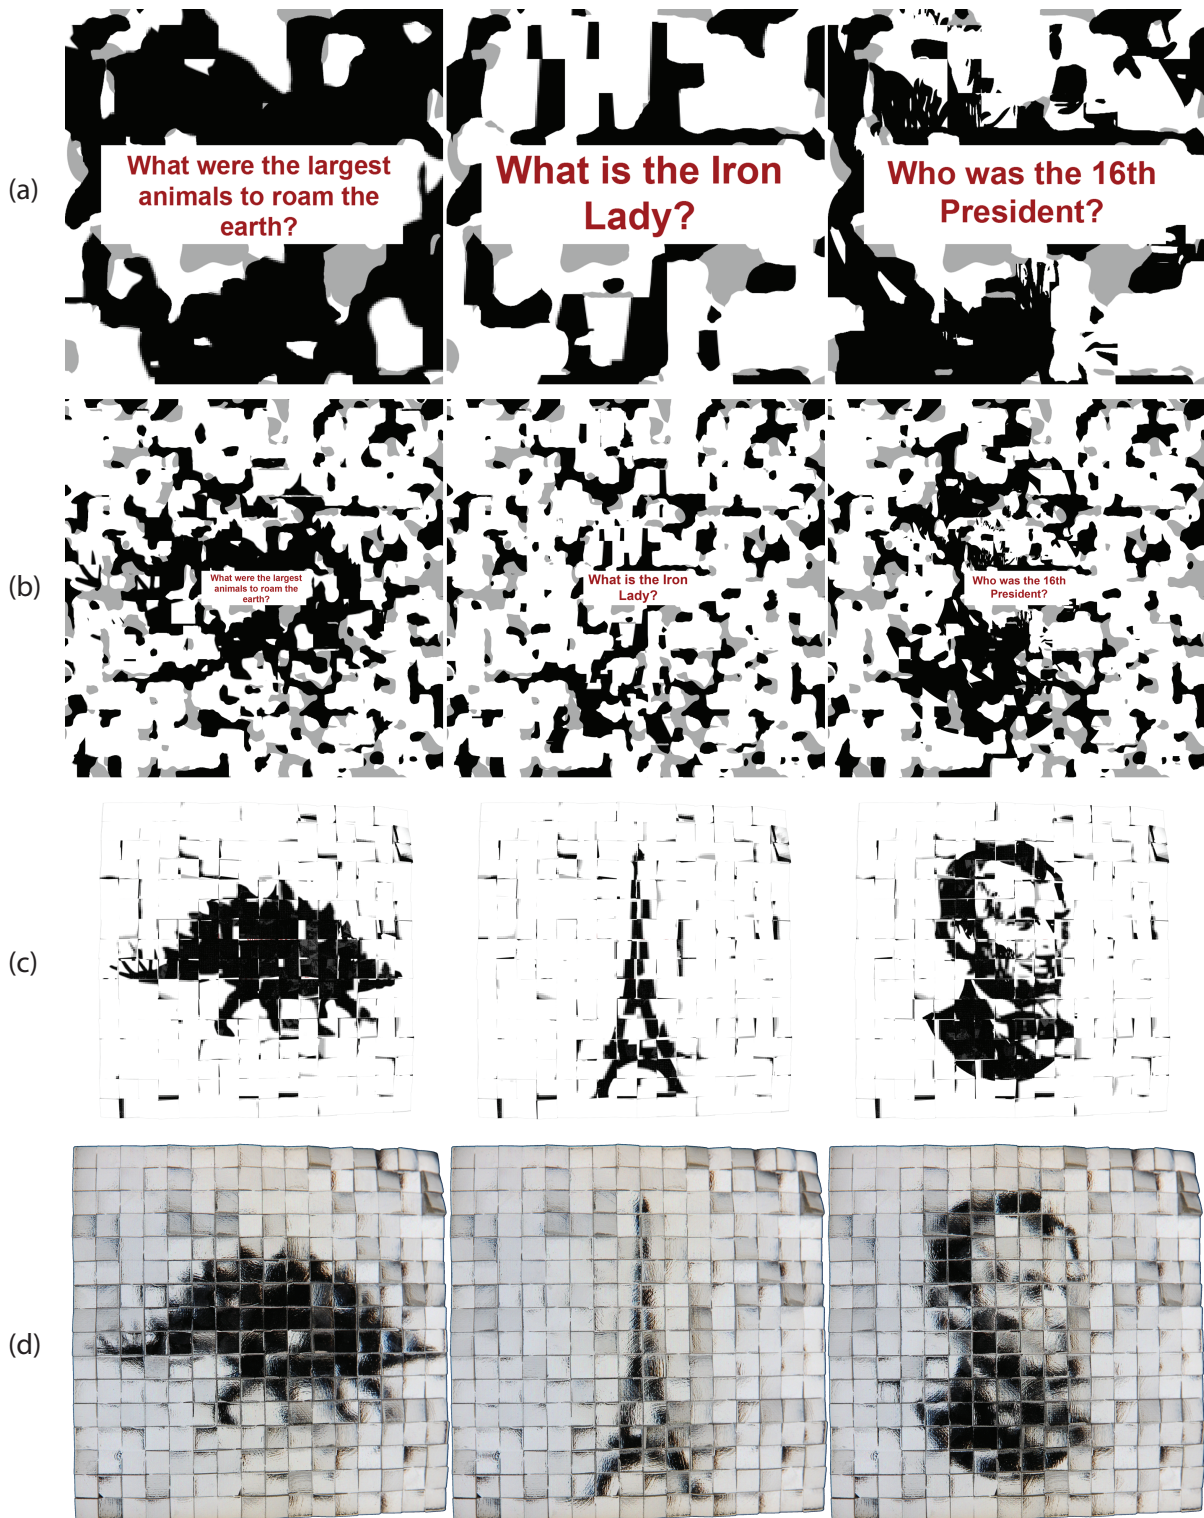 (a)
What were the largest
animals to roam the
earth?
What is the Iron
Lady?
Who was the 16th
President?
(b)
What were the largest
animals to roam the
earth?
What is the Iron
Lady?
Who was the 16th
President?
(c)
(d)